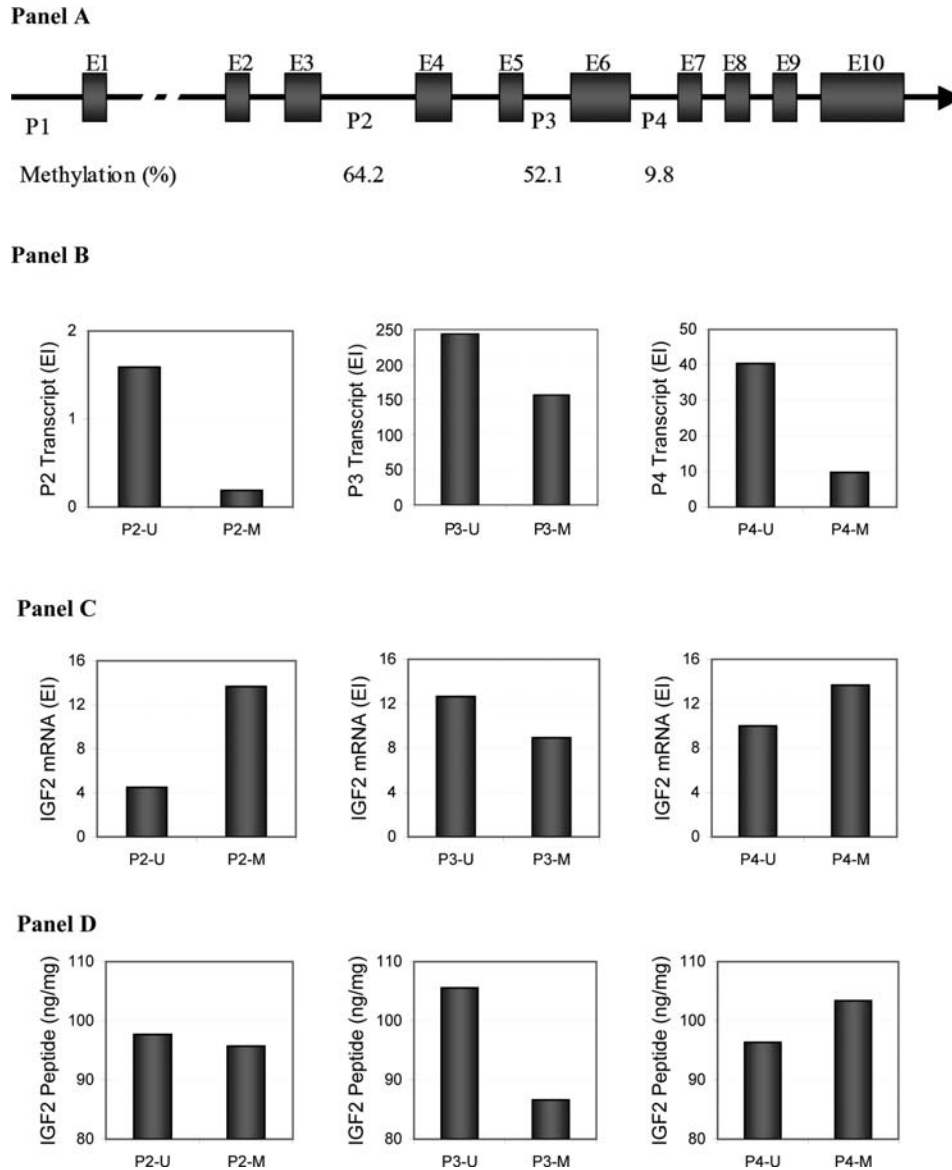 Panel A
E1 E2 E3 E4 E5 E6 E7 E8 E9 E10
P1 P2 P3 P4
Methylation (%) 64.2 52.1 9.8
Panel B
P2 Transcript (EI)
2
1
0
P2-U P2-M
P3 Transcript (EI)
250
200
150
100
50
0
P3-U P3-M
P4 Transcript (EI)
50
40
30
20
10
0
P4-U P4-M
Panel C
IGF2 mRNA (EI)
16
12
8
4
0
P2-U P2-M
IGF2 mRNA (EI)
16
12
8
4
0
P3-U P3-M
IGF2 mRNA (EI)
16
12
8
4
0
P4-U P4-M
Panel D
IGF2 Peptide (ng/mg)
110
100
90
80
P2-U P2-M
IGF2 Peptide (ng/mg)
110
100
90
80
P3-U P3-M
IGF2 Peptide (ng/mg)
110
100
90
80
P4-U P4-M